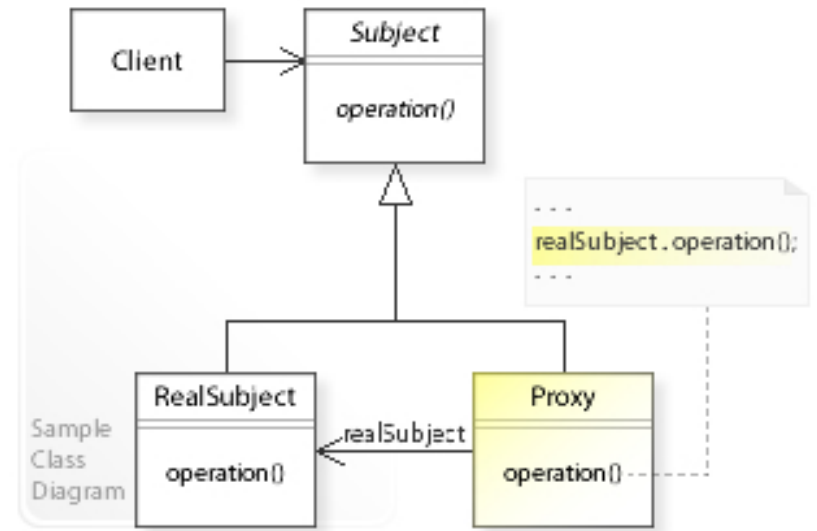 Client
Subject
operation()
- - -
realSubject.operation();
- - -
RealSubject
operation()
realSubject
Proxy
operation()
Sample
Class
Diagram